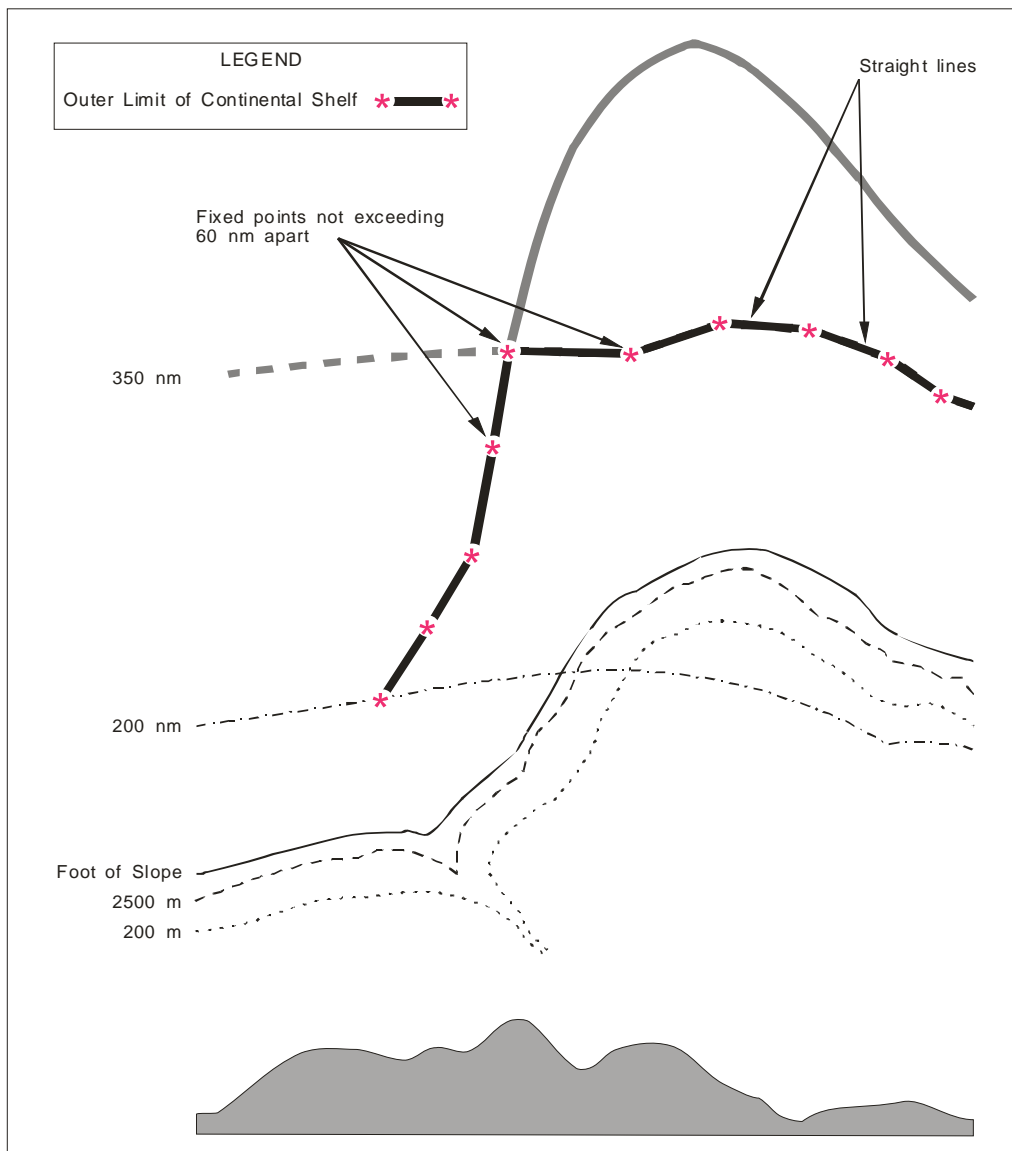 LEGEND
Outer Limit of Continental Shelf
Straight lines
Fixed points not exceeding
60 nm apart
350 nm
200 nm
Foot of Slope
2500 m
200 m